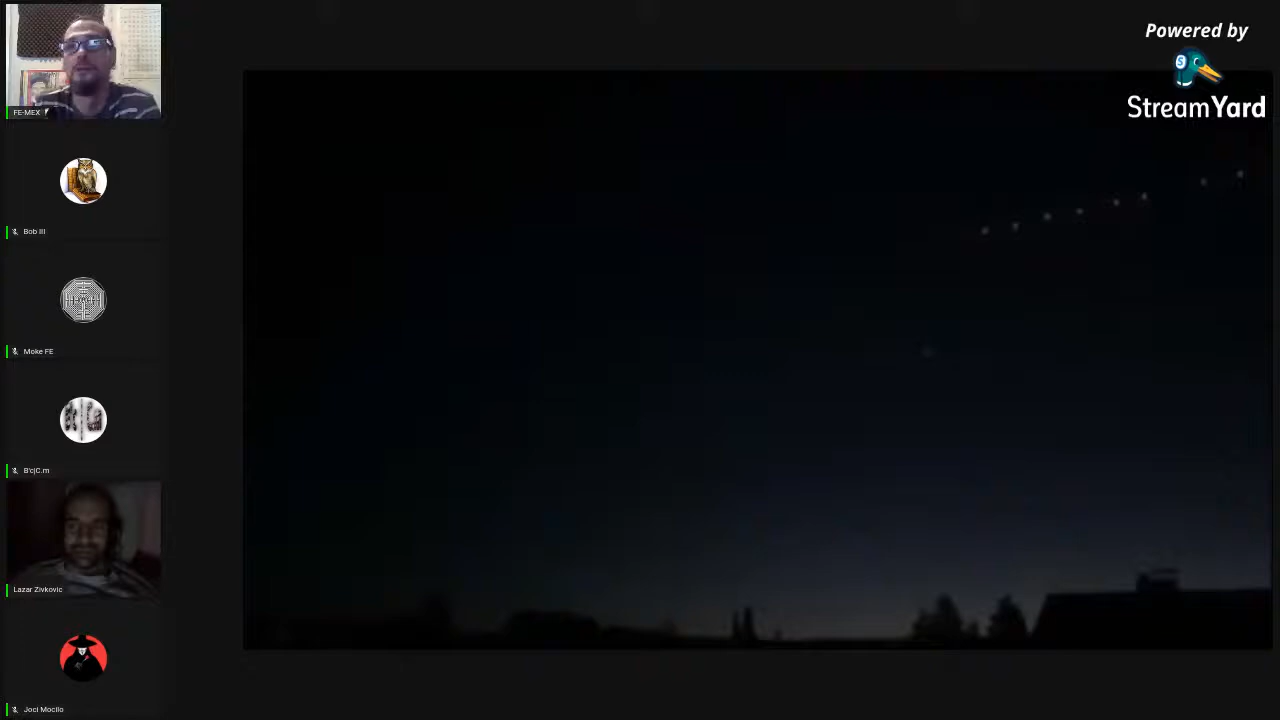 Powered by
StreamYard
FE-MEX
Bob III
Moke FE
B'c|C.m
Lazar Zivkovic
Joci Mocilo